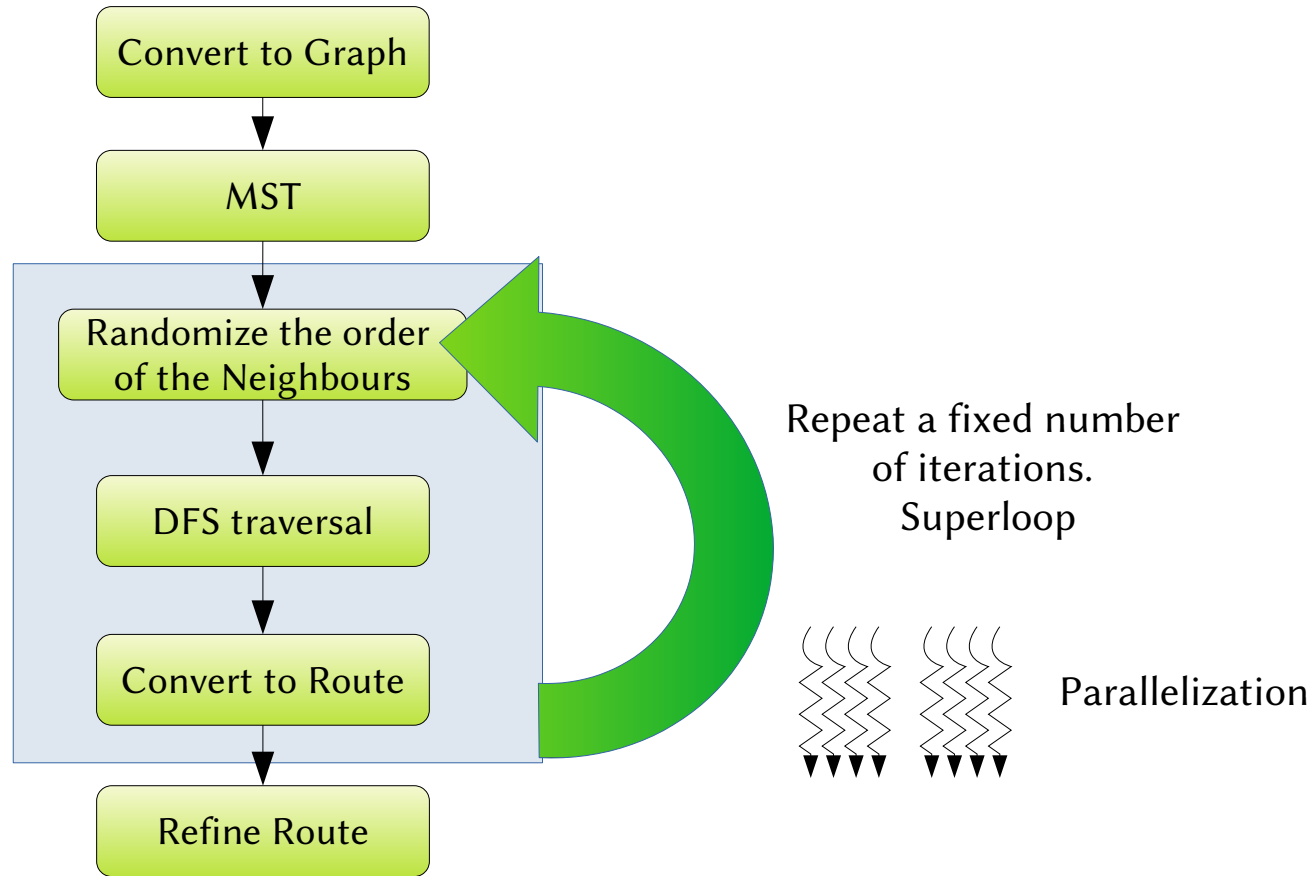 Convert to Graph
MST
Randomize the order
of the Neighbours
DFS traversal
Convert to Route
Refine Route
Repeat a fixed number
of iterations.
Superloop
Parallelization